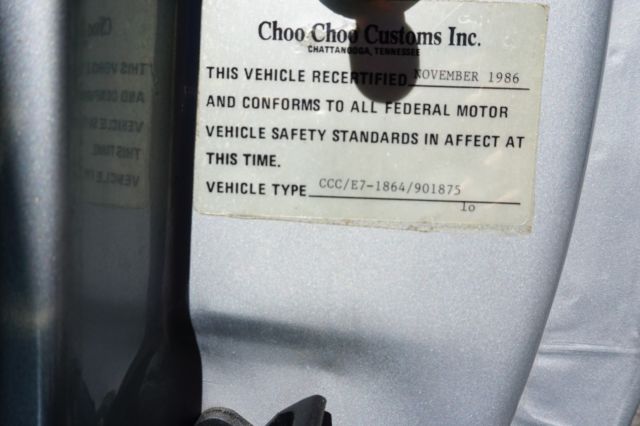 Choo Choo Customs Inc.
CHATTANOOGA, TENNESSEE
THIS VEHICLE RECERTIFIED NOVEMBER 1986
AND CONFORMS TO ALL FEDERAL MOTOR
VEHICLE SAFETY STANDARDS IN AFFECT AT
THIS TIME.
VEHICLE TYPE CCC/E7-1864/901875
1o